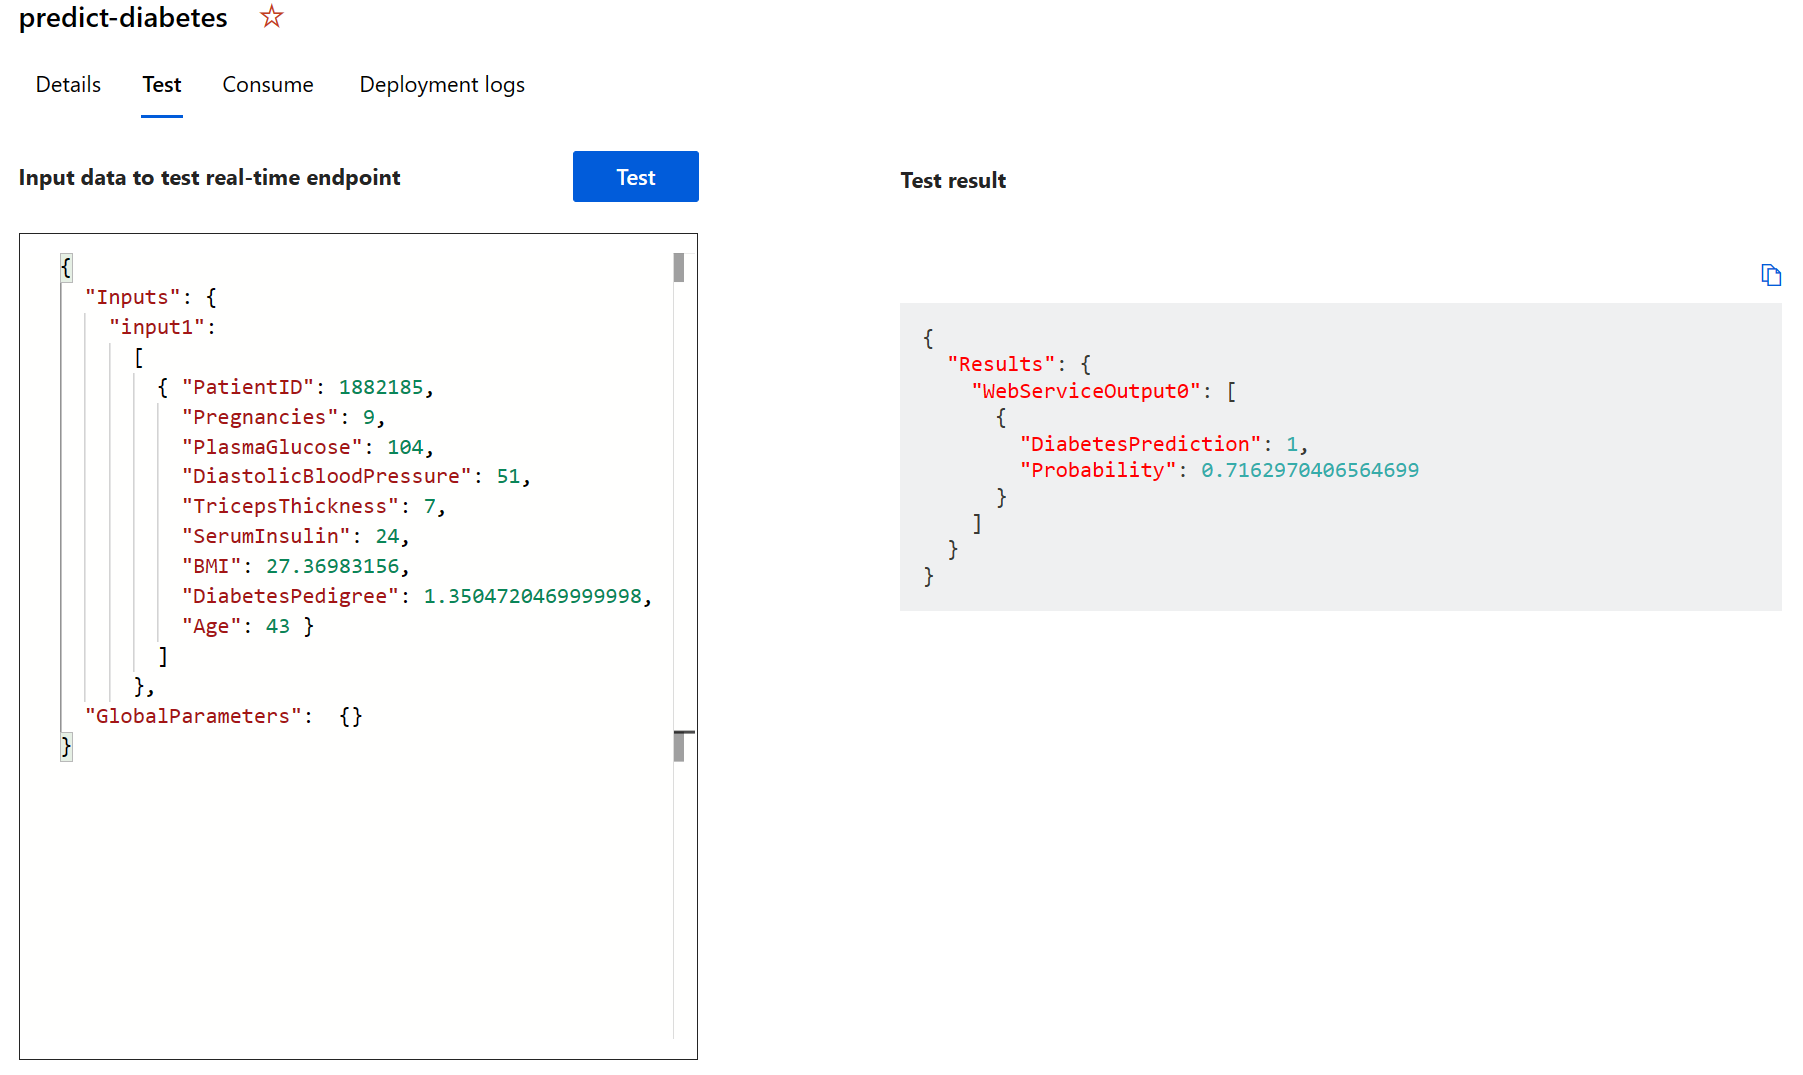 predict-diabetes
Details Test Consume Deployment logs
Input data to test real-time endpoint
Test
{
"Inputs": {
"input1":
[
{ "PatientID": 1882185,
"Pregnancies": 9,
"PlasmaGlucose": 104,
"DiastolicBloodPressure": 51,
"TricepsThickness": 7,
"SerumInsulin": 24,
"BMI": 27.36983156,
"DiabetesPedigree": 1.3504720469999998,
"Age": 43 }
]
},
"GlobalParameters":  {}
}
Test result
{
"Results": {
"WebServiceOutput0": [
{
"DiabetesPrediction": 1,
"Probability": 0.7162970406564699
}
]
}
}